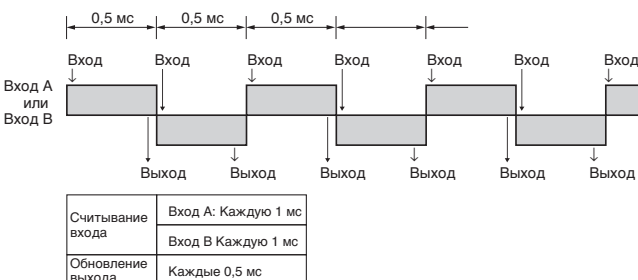 0,5 мс 0,5 мс 0,5 мс
Вход Вход Вход Вход Вход Вход Вход
Вход А
или
Вход В
Выход Выход Выход Выход Выход Выход
Считывание
входа
Вход А: Каждую 1 мс
Вход В Каждую 1 мс
Обновление
выхода
Каждые 0,5 мс